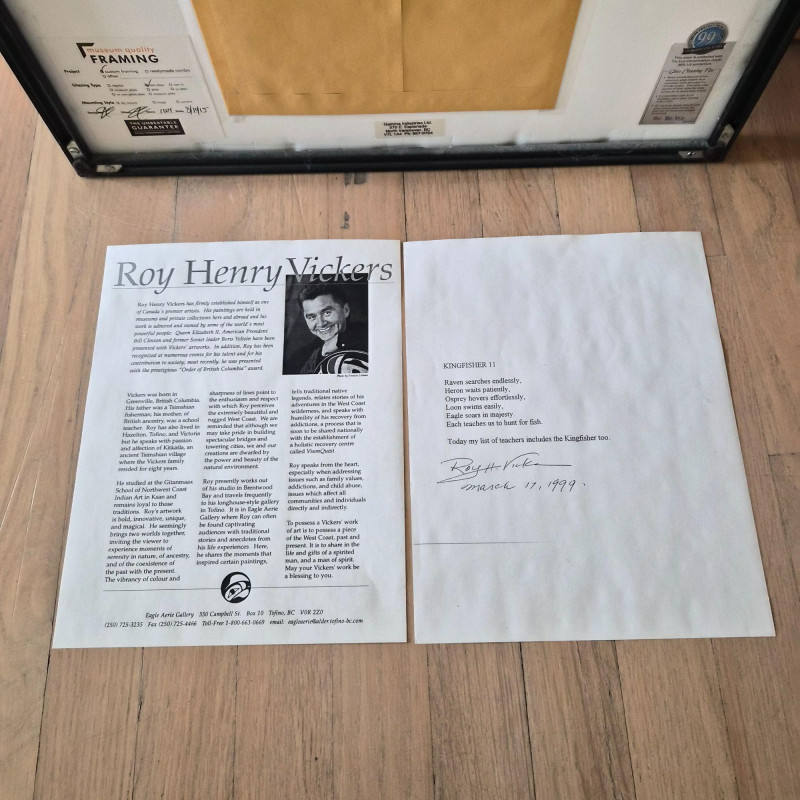 museum quality
FRAMING
Project
custom framing
readymade combo
other
Glazing Type
Mounting Style
THE UNBEATABLE
GUARANTEE
99
North Vancouver, BC
Roy Henry Vickers
Roy Henry Vickers has firmly established himself as one
of Canada's premier artists. His paintings are held in
museums and private collections here and abroad and his
work is admired and owned by some of the world's most
powerful people. Queen Elizabeth II, American President
Bill Clinton and former Soviet leader Boris Yeltsin have been
presented with Vickers' artworks. In addition, Roy has been
recognized at numerous events for his talent and for his
contribution to society; most recently, he was presented
with the prestigious "Order of British Columbia" award.
Vickers was born in
Greenville, British Columbia.
His father was a Tsimshian
fisherman; his mother, of
British ancestry, was a school
teacher. Roy has also lived in
Hazelton, Tofino, and Victoria
but he speaks with passion
and affection of Kitkatla, an
ancient Tsimshian village
where the Vickers family
resided for eight years.
He studied at the Gitanmaax
School of Northwest Coast
Indian Art in Ksan and
remains loyal to those
traditions. Roy's artwork
is bold, innovative, unique,
and magical. He seemingly
brings two worlds together,
inviting the viewer to
experience moments of
serenity in nature, of ancestry,
and of the coexistence of
the past with the present.
The vibrancy of colour and
sharpness of lines point to
the enthusiasm and respect
with which Roy perceives
the extremely beautiful and
rugged West Coast. We are
reminded that although we
may take pride in building
spectacular bridges and
towering cities, we and our
creations are dwarfed by
the power and beauty of the
natural environment.
Roy presently works out
of his studio in Brentwood
Bay and travels frequently
to his longhouse-style gallery
in Tofino. It is in Eagle Aerie
Gallery where Roy can often
be found captivating
audiences with traditional
stories and anecdotes from
his life experiences. Here,
he shares the moments that
inspired certain paintings,
tells traditional native
legends, relates stories of his
adventures in the West Coast
wilderness, and speaks with
humility of his recovery from
addictions, a process that is
soon to be shared nationally
with the establishment of
a holistic recovery centre
called VisionQuest.
Roy speaks from the heart,
especially when addressing
issues such as family values,
addictions, and child abuse,
issues which affect all
communities and individuals
directly and indirectly.
To possess a Vickers' work
of art is to possess a piece
of the West Coast, past and
present. It is to share in the
life and gifts of a spirited
man, and a man of spirit.
May your Vickers' work be
a blessing to you.
Eagle Aerie Gallery 350 Campbell St. Box 10 Tofino, BC V0R 2Z0
(250) 725-3235 Fax (250) 725-4466 Toll-Free 1-800-663-0669 email: eagleaerie@alder.tofino-bc.com
KINGFISHER 11
Raven searches endlessly,
Heron waits patiently,
Osprey hovers effortlessly,
Loon swims easily,
Eagle soars in majesty.
Each teaches us to hunt for fish.
Today my list of teachers includes the Kingfisher too.
Roy H. Vickers
march 17, 1999.